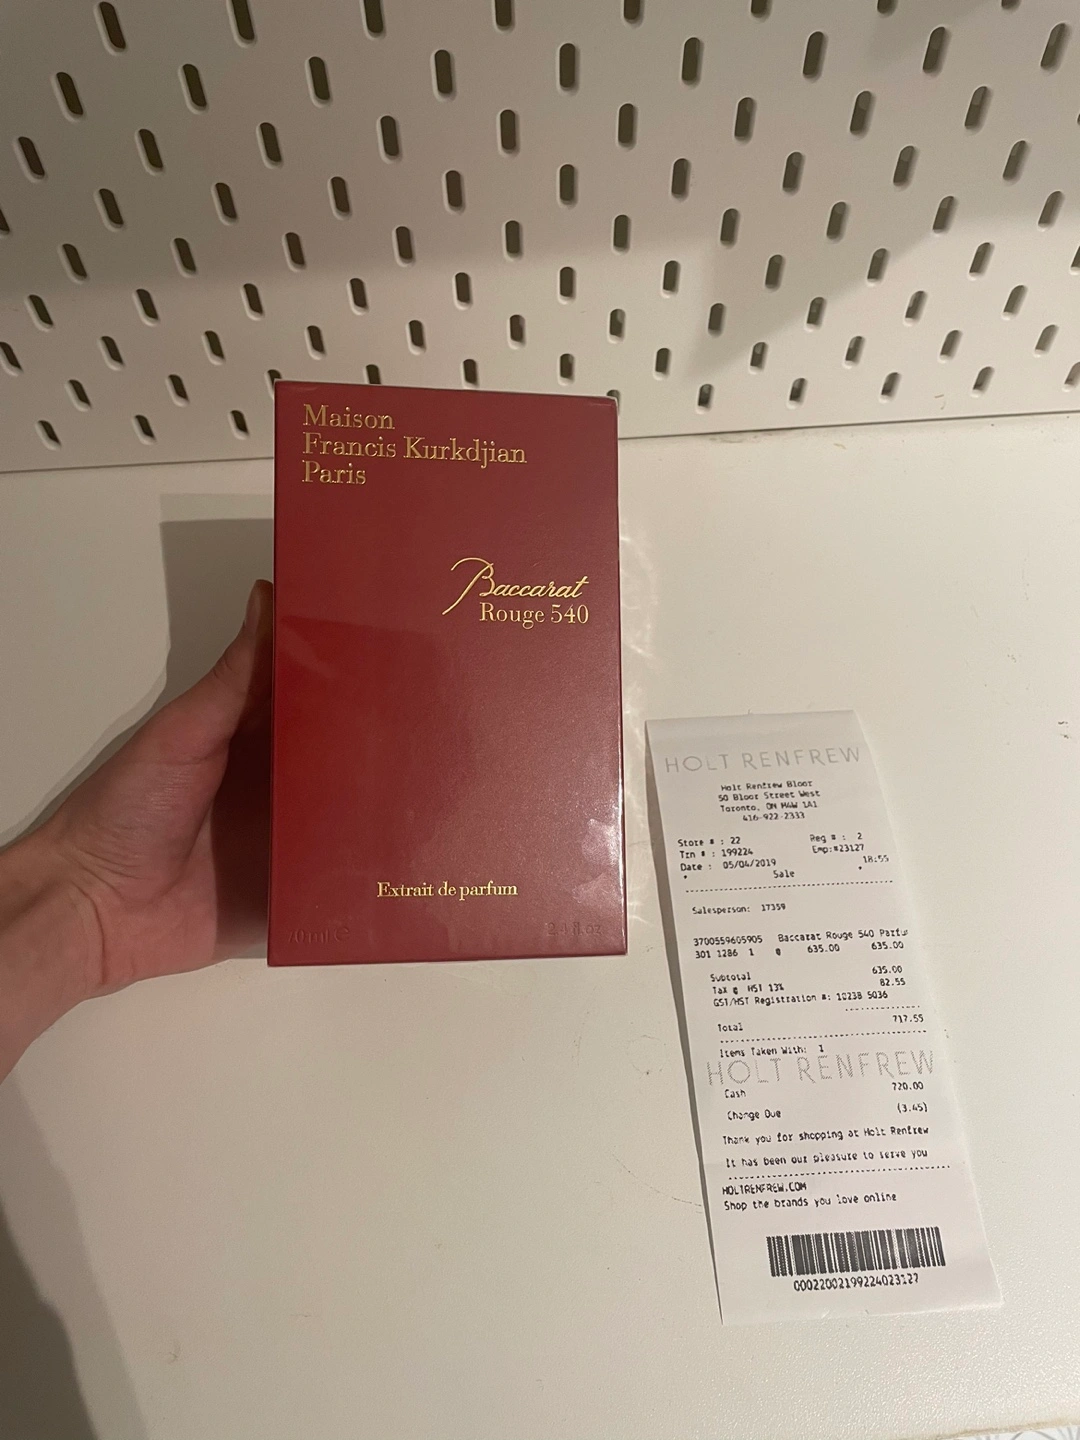 Maison
Francis Kurkdjian
Paris
Baccarat
Rouge 540
Extrait de parfum
70 ml e 2.4 fl.oz
HOLT RENFREW
Holt Renfrew Bloor
50 Bloor Street West
Toronto, ON M4W 1A1
416-922-2333
Store # : 22 Reg # : 2
Trn # : 199224 Emp:#23127
Date : 05/04/2019 18:55
* Sale *
Salesperson: 17359
3700559605905 Baccarat Rouge 540 Parfu
301 1286 1 @ 635.00 635.00
Subtotal 635.00
Tax @ HST 13% 82.55
GST/HST Registration #: 10238 5036
Total 717.55
Items Taken With: 1
HOLT RENFREW
Cash 720.00
Change Due (3.45)
Thank you for shopping at Holt Renfrew
It has been our pleasure to serve you
HOLTRENFREW.COM
Shop the brands you love online
00022002199224023127